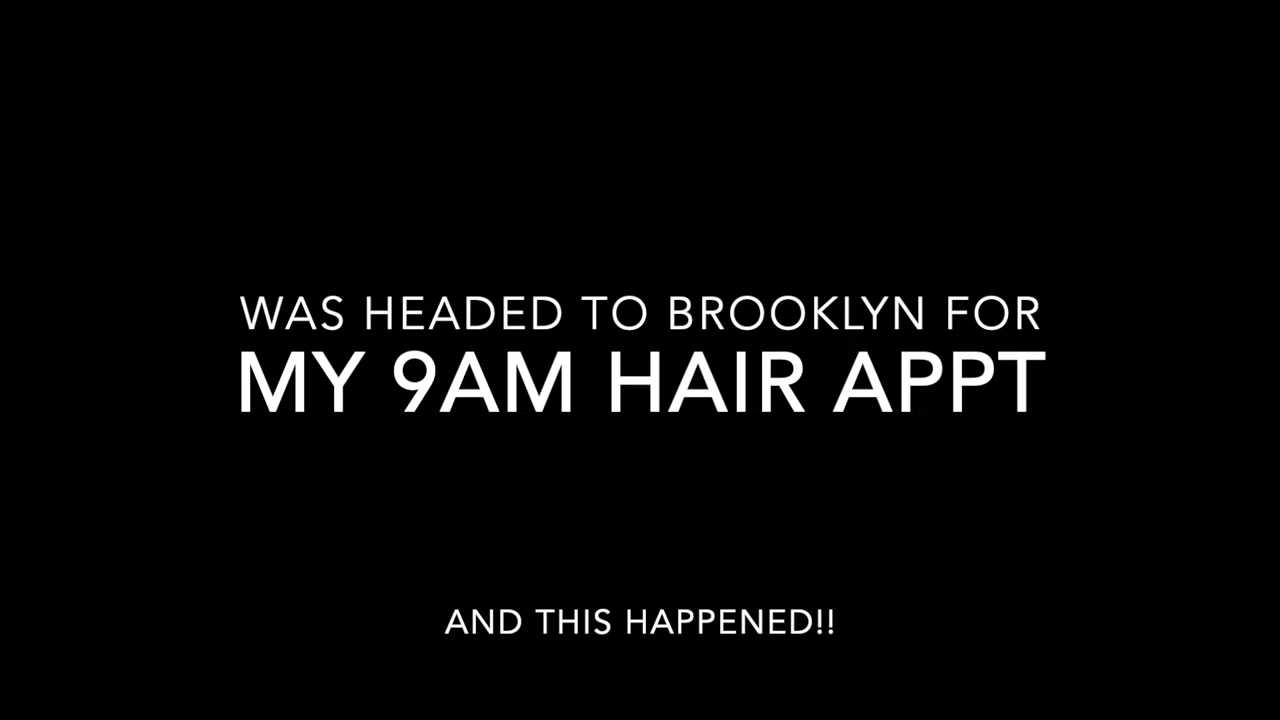 WAS HEADED TO BROOKLYN FOR
MY 9AM HAIR APPT
AND THIS HAPPENED!!